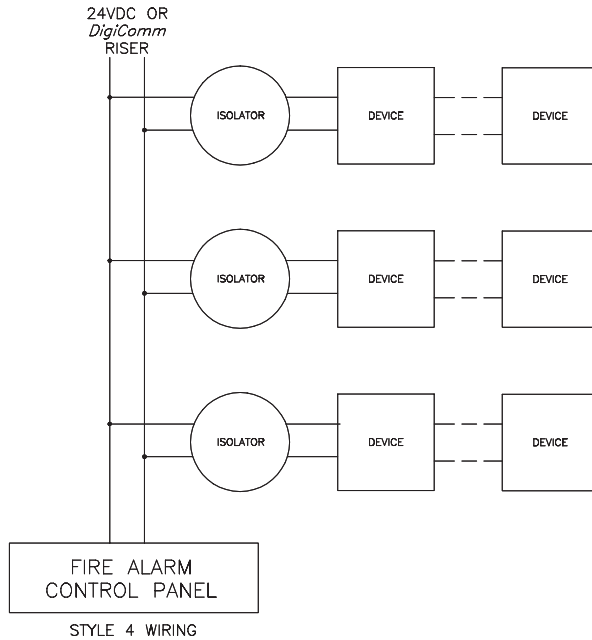 24VDC OR
DigiComm
RISER
ISOLATOR DEVICE DEVICE
ISOLATOR DEVICE DEVICE
ISOLATOR DEVICE DEVICE
FIRE ALARM
CONTROL PANEL
STYLE 4 WIRING